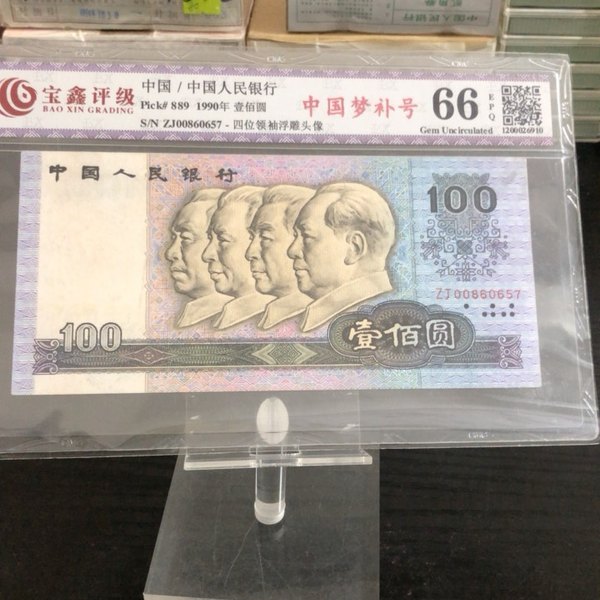 宝鑫评级
BAO XIN GRADING
中国 / 中国人民银行
Pick# 889 1990年 壹佰圆
S/N ZJ00860657 - 四位领袖浮雕头像
中国梦补号
66
EPQ
Gem Uncirculated
1200026910
中国人民银行
100
ZJ00860657
100
壹佰圆